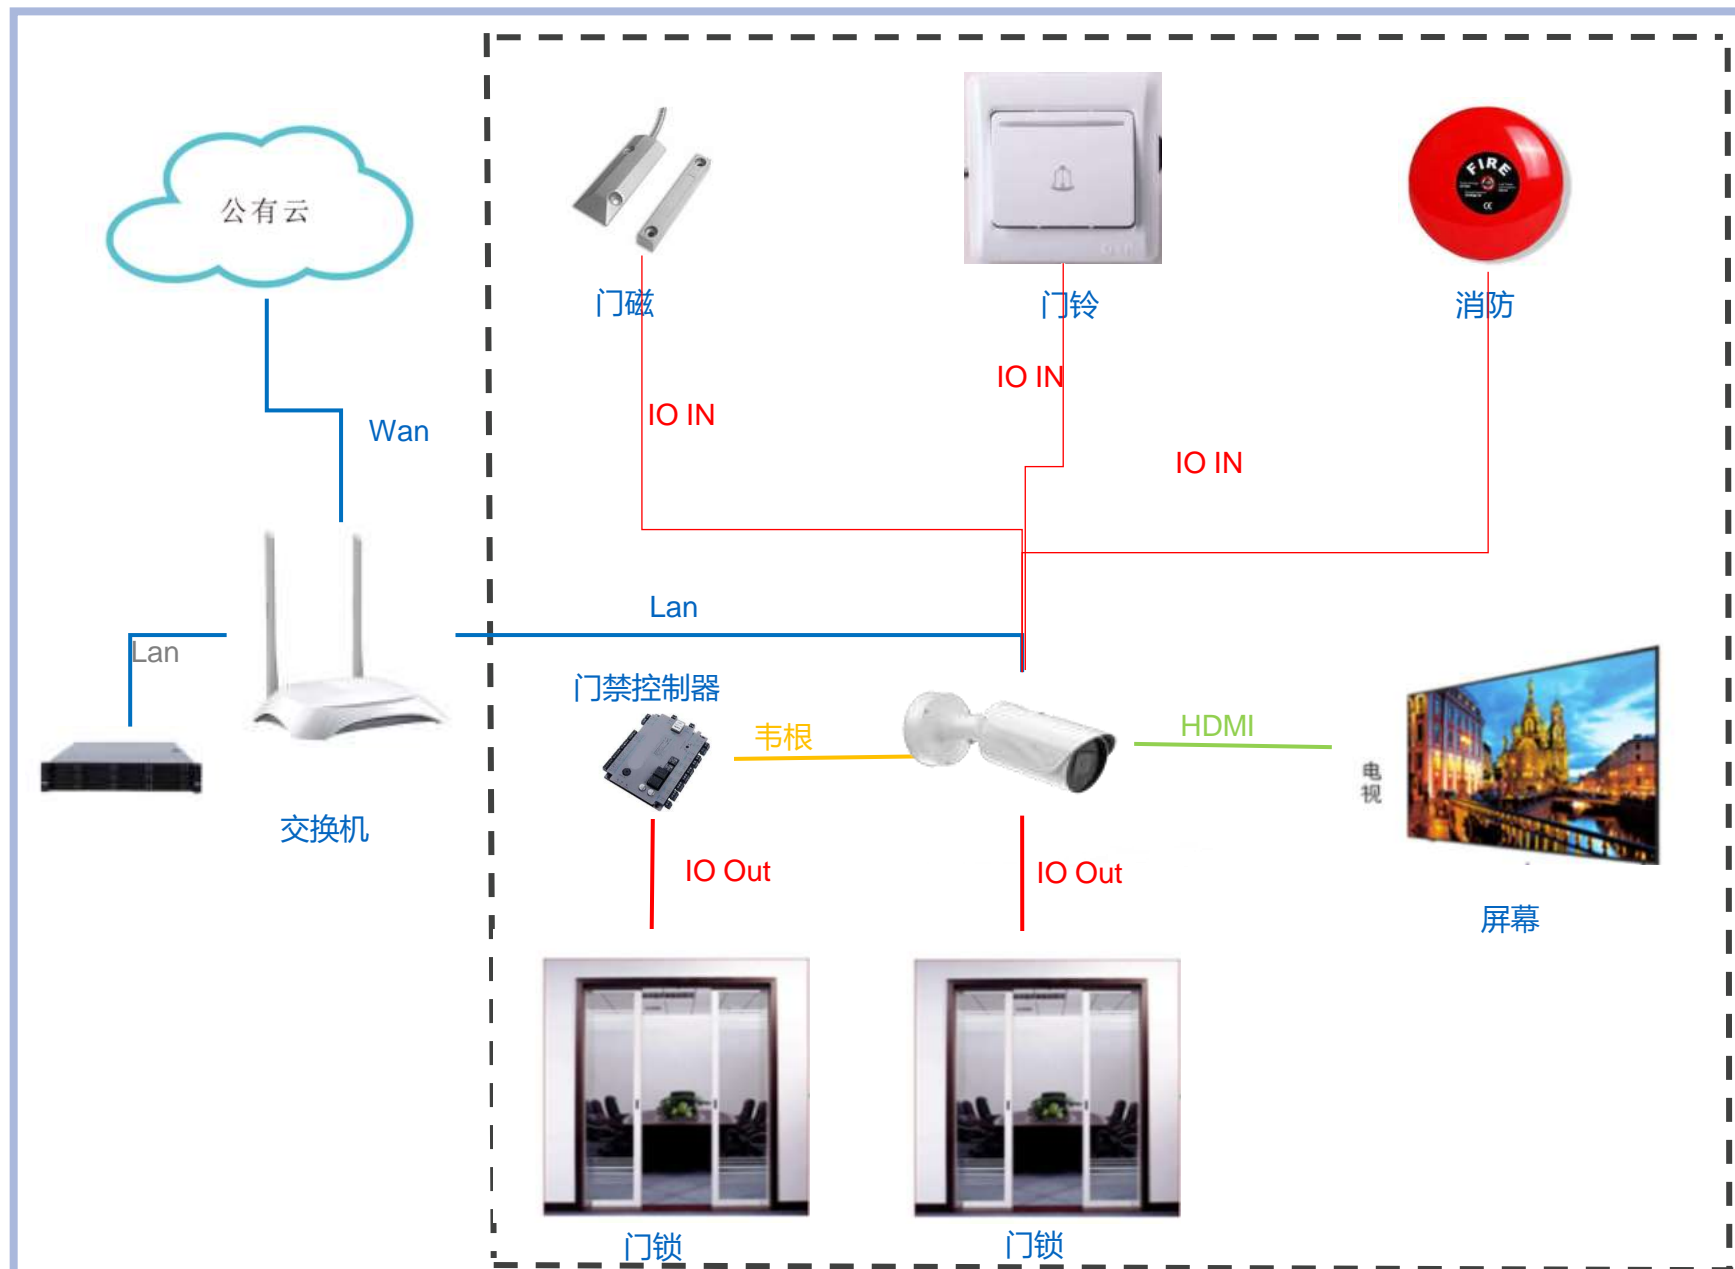 公有云
FIRE
门磁
门铃
消防
IO IN
IO IN
IO IN
Wan
Lan
Lan
门禁控制器
韦根
HDMI
电视
交换机
IO Out
IO Out
屏幕
门锁
门锁